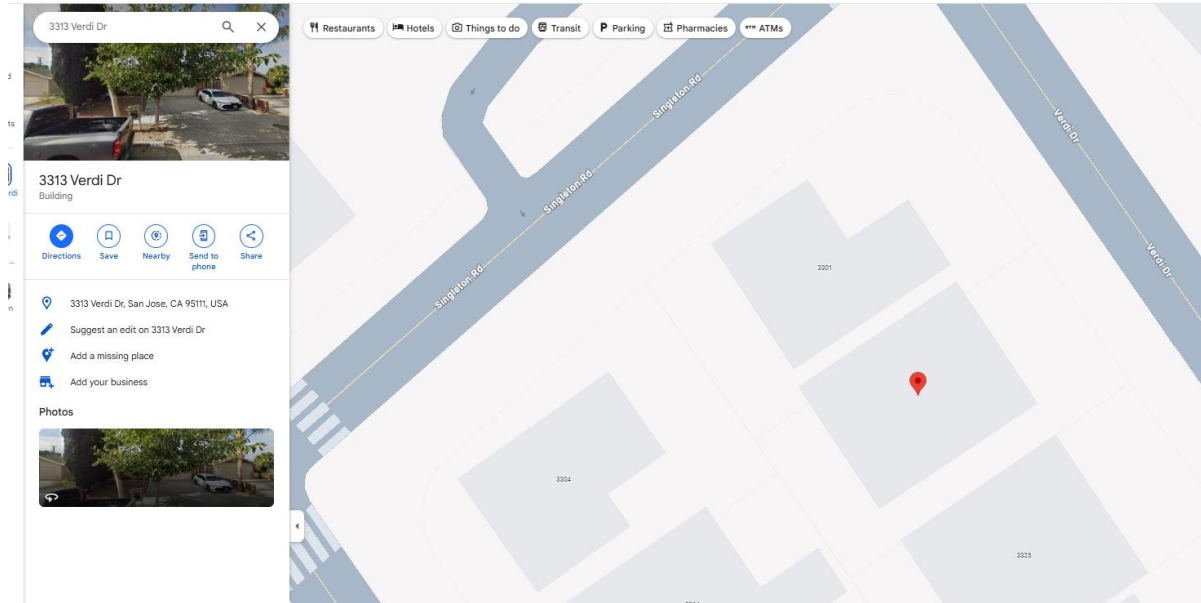 3313 Verdi Dr
Restaurants
Hotels
Things to do
Transit
Parking
Pharmacies
ATMs
3313 Verdi Dr
Building
Directions
Save
Nearby
Send to
phone
Share
3313 Verdi Dr, San Jose, CA 95111, USA
Suggest an edit on 3313 Verdi Dr
Add a missing place
Add your business
Photos
Singleton Rd
Singleton Rd
Singleton Rd
Verdi Dr
Verdi Dr
3301
3304
3325